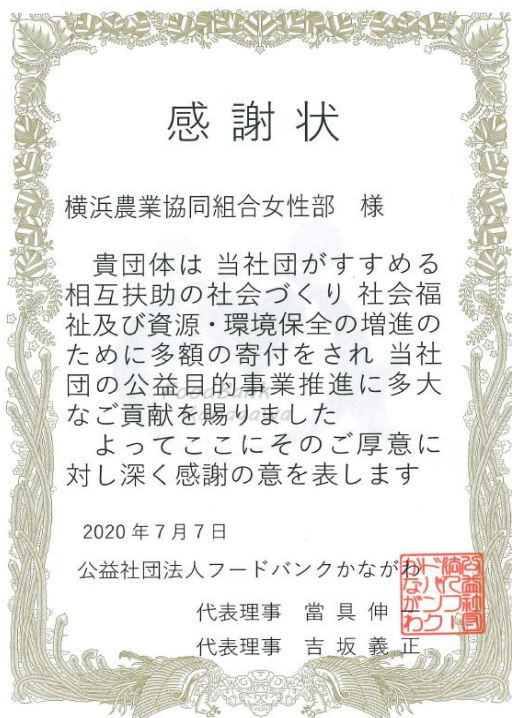 感謝状
横浜農業協同組合女性部　様
貴団体は 当社団がすすめる
相互扶助の社会づくり 社会福
祉及び資源・環境保全の増進の
ために多額の寄付をされ 当社
団の公益目的事業推進に多大
なご貢献を賜りました
よってここにそのご厚意に
対し深く感謝の意を表します
2020年7月7日
公益社団法人フードバンクかながわ
代表理事　當具伸一
代表理事　吉坂義正